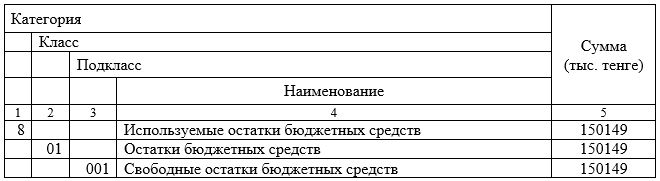 Категория
Класс
Подкласс
Наименование
Сумма
(тыс. тенге)
1 2 3 4 5
8 Используемые остатки бюджетных средств 150149
01 Остатки бюджетных средств 150149
001 Свободные остатки бюджетных средств 150149